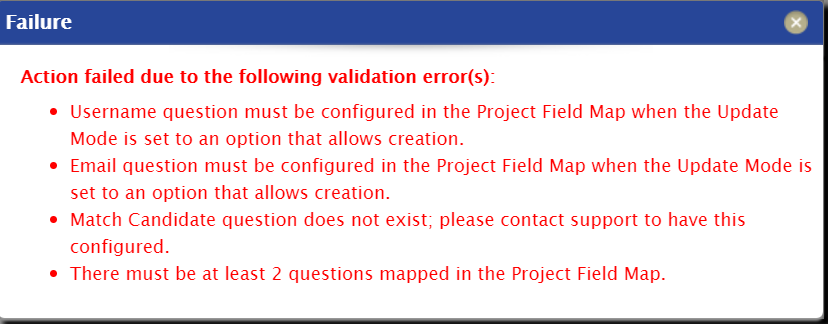 Failure
Action failed due to the following validation error(s):
• Username question must be configured in the Project Field Map when the Update
Mode is set to an option that allows creation.
• Email question must be configured in the Project Field Map when the Update Mode is
set to an option that allows creation.
• Match Candidate question does not exist; please contact support to have this
configured.
• There must be at least 2 questions mapped in the Project Field Map.